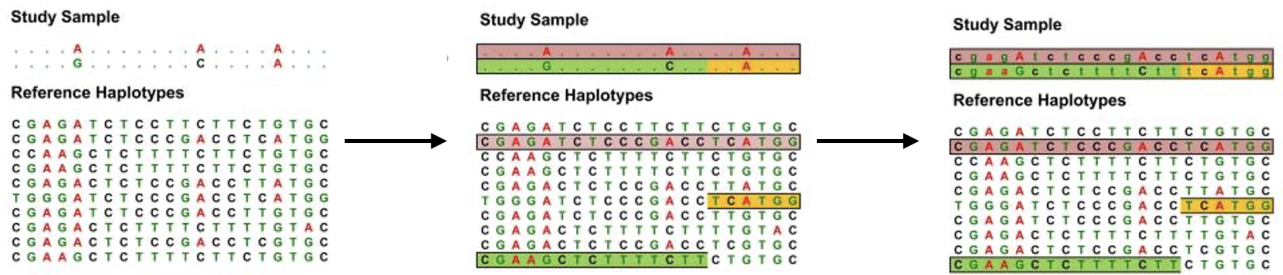 Study Sample
. . . . A . . . . . . . A . . . . A . . .
. . . . G . . . . . . . C . . . . A . . .
Reference Haplotypes
C G A G A T C T C C T T C T T C T G T G C
C G A G A T C T C C C G A C C T C A T G G
C C A A G C T C T T T T C T T C T G T G C
C G A A G C T C T T T T C T T C T G T G C
C G A G A C T C T C C G A C C T T A T G C
T G G G A T C T C C C G A C C T C A T G G
C G A G A T C T C C C G A C C T T G T G C
C G A G A C T C T T T T C T T T T G T A C
C G A G A C T C T C C G A C C T C G T G C
C G A A G C T C T T T T C T T C T G T G C
Study Sample
. . . . A . . . . . . . A . . . . A . . .
. . . . G . . . . . . . C . . . . A . . .
Reference Haplotypes
C G A G A T C T C C T T C T T C T G T G C
C G A G A T C T C C C G A C C T C A T G G
C C A A G C T C T T T T C T T C T G T G C
C G A A G C T C T T T T C T T C T G T G C
C G A G A C T C T C C G A C C T T A T G C
T G G G A T C T C C C G A C C T C A T G G
C G A G A T C T C C C G A C C T T G T G C
C G A G A C T C T T T T C T T T T G T A C
C G A G A C T C T C C G A C C T C G T G C
C G A A G C T C T T T T C T T C T G T G C
Study Sample
c g a g A t c t c c c g A c c t c A t g g
c g a a G c t c t t t t C t t t c A t g g
Reference Haplotypes
C G A G A T C T C C T T C T T C T G T G C
C G A G A T C T C C C G A C C T C A T G G
C C A A G C T C T T T T C T T C T G T G C
C G A A G C T C T T T T C T T C T G T G C
C G A G A C T C T C C G A C C T T A T G C
T G G G A T C T C C C G A C C T C A T G G
C G A G A T C T C C C G A C C T T G T G C
C G A G A C T C T T T T C T T T T G T A C
C G A G A C T C T C C G A C C T C G T G C
C G A A G C T C T T T T C T T C T G T G C